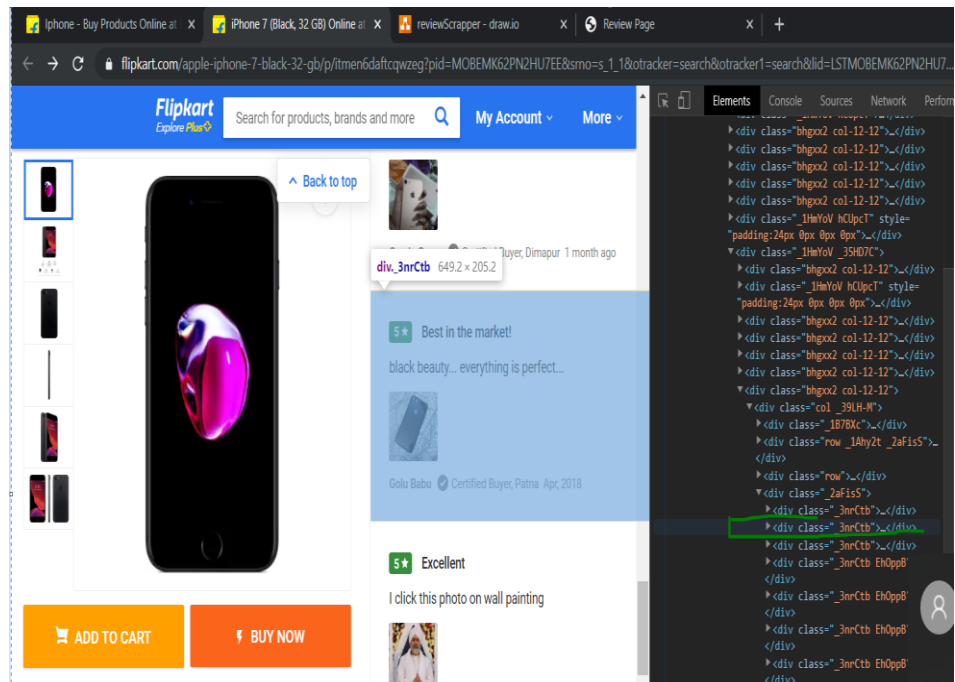 Iphone - Buy Products Online at
iPhone 7 (Black, 32 GB) Online at
reviewScrapper - draw.io
Review Page
flipkart.com/apple-iphone-7-black-32-gb/p/itmen6daftcqwzeg?pid=MOBEMK62PN2HU7EE&srno=s_1_1&otracker=search&otracker1=search&lid=LSTMOBEMK62PN2HU7...
Flipkart
Explore Plus
Search for products, brands and more
My Account
More
Back to top
Certified Buyer, Dimapur 1 month ago
div._3nrCtb 649.2 × 205.2
5★ Best in the market!
black beauty... everything is perfect...
Golu Babu Certified Buyer, Patna Apr, 2018
5★ Excellent
I click this photo on wall painting
ADD TO CART
BUY NOW
Elements Console Sources Network Perform
<div class="bhgxx2 col-12-12">…</div>
<div class="bhgxx2 col-12-12">…</div>
<div class="bhgxx2 col-12-12">…</div>
<div class="bhgxx2 col-12-12">…</div>
<div class="bhgxx2 col-12-12">…</div>
<div class="_1HmYoV hCUpcT" style=
"padding:24px 0px 0px 0px">…</div>
<div class="_1HmYoV _35HD7C">
<div class="bhgxx2 col-12-12">…</div>
<div class="_1HmYoV hCUpcT" style=
"padding:24px 0px 0px 0px">…</div>
<div class="bhgxx2 col-12-12">…</div>
<div class="bhgxx2 col-12-12">…</div>
<div class="bhgxx2 col-12-12">…</div>
<div class="bhgxx2 col-12-12">…</div>
<div class="bhgxx2 col-12-12">
<div class="col _39LH-M">
<div class="_1B7BXc">…</div>
<div class="row _1Ahy2t _2aFisS">…
</div>
<div class="row">…</div>
<div class="_2aFisS">
<div class="_3nrCtb">…</div>
<div class="_3nrCtb">…</div>
<div class="_3nrCtb">…</div>
<div class="_3nrCtb EhOppB"
</div>
<div class="_3nrCtb EhOppB"
</div>
<div class="_3nrCtb EhOppB"
</div>
<div class="_3nrCtb EhOppB"
</div>